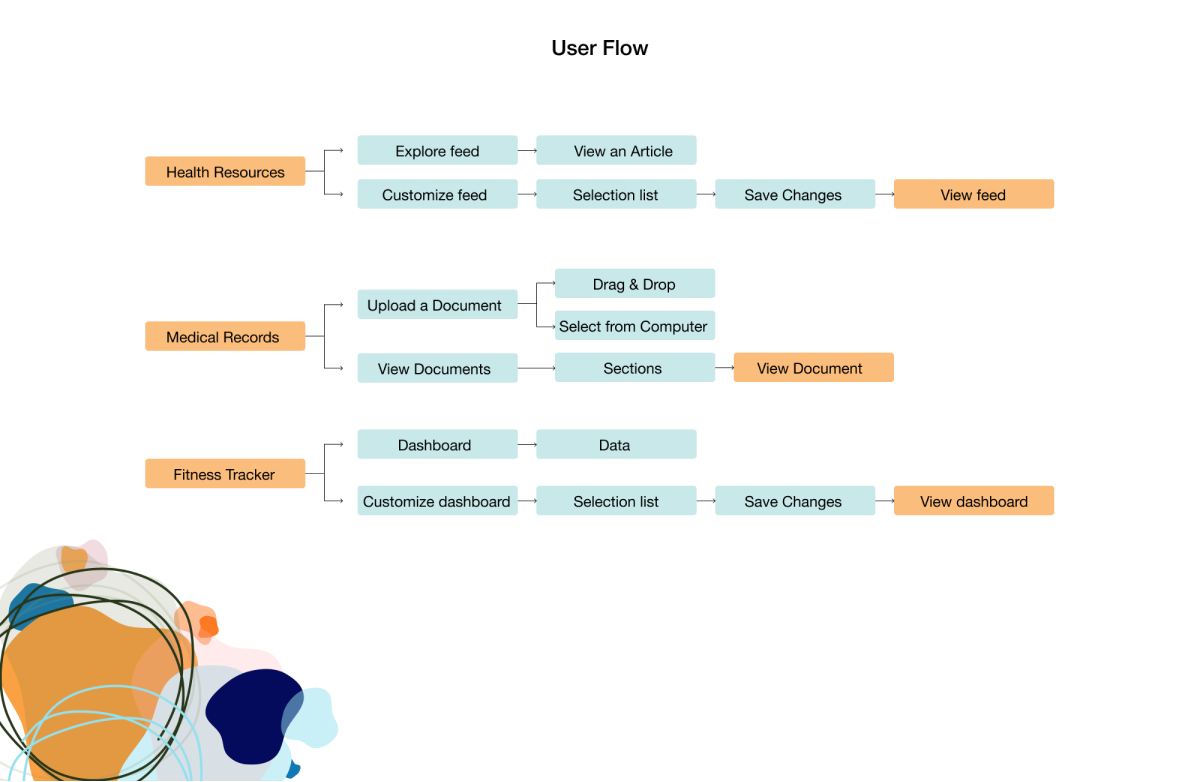 User Flow
Health Resources
Explore feed
View an Article
Customize feed
Selection list
Save Changes
View feed
Medical Records
Upload a Document
Drag & Drop
Select from Computer
View Documents
Sections
View Document
Fitness Tracker
Dashboard
Data
Customize dashboard
Selection list
Save Changes
View dashboard